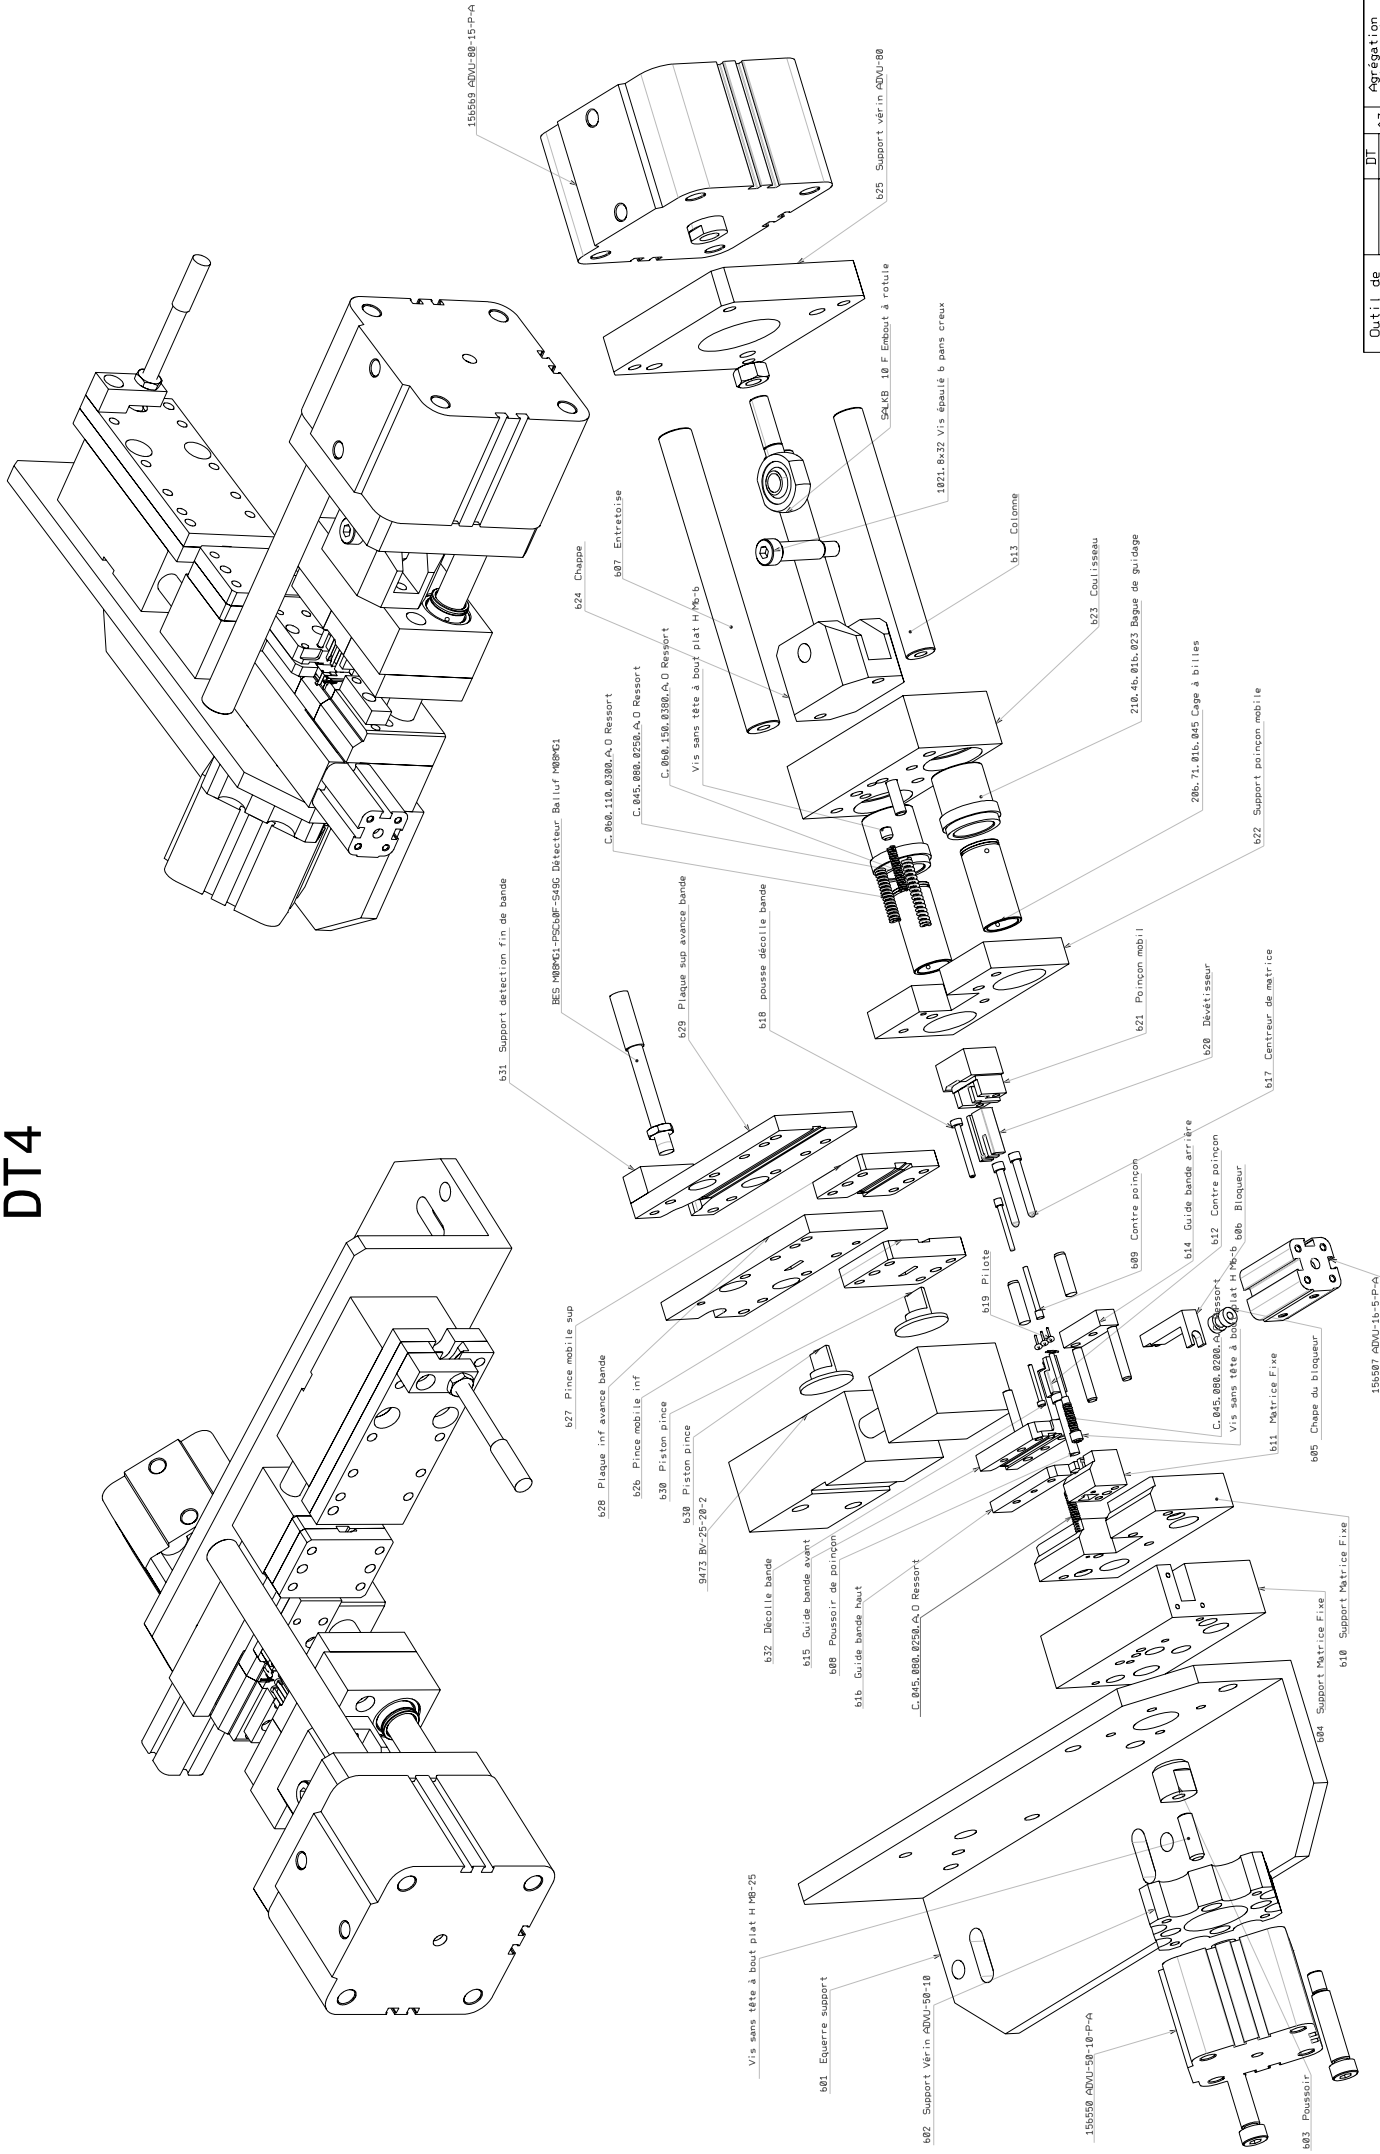 DT4
156569 ADVU-80-15-P-A
625 Support vérin ADVU-80
SALKB 10 F Embout à rotule
1021.8x32 Vis épaulé 6 pans creux
613 Colonne
607 Entretoise
624 Chappe
623 Coulisseau
210.46.016.023 Bague de guidage
206.71.016.045 Cage à billes
622 Support poinçon mobile
Vis sans tête à bout plat H M6-6
C.060.150.0380.A.O Ressort
C.045.080.0250.A.O Ressort
C.060.110.0300.A.O Ressort
BES M08MG1-PSC60F-S49G Détecteur Balluf M08MG1
631 Support detection fin de bande
629 Plaque sup avance bande
618 pousse décolle bande
621 Poinçon mobil
620 Dévêtisseur
617 Centreur de matrice
609 Contre poinçon
614 Guide bande arrière
612 Contre poinçon
606 Bloqueur
619 Pilote
627 Pince mobile sup
628 Plaque inf avance bande
626 Pince mobile inf
630 Piston pince
630 Piston pince
9473 BV-25-20-2
632 Décolle bande
615 Guide bande avant
608 Poussoir de poinçon
616 Guide bande haut
C.045.080.0250.A.O Ressort
C.045.080.0200.A.O Ressort
Vis sans tête à bout plat H M6-6
611 Matrice Fixe
605 Chape du bloqueur
156507 ADVU-16-5-P-A
610 Support Matrice Fixe
604 Support Matrice Fixe
Vis sans tête à bout plat H M8-25
601 Equerre support
602 Support Vérin ADVU-50-10
156550 ADVU-50-10-P-A
603 Poussoir
Outil de
DT
Agrégation